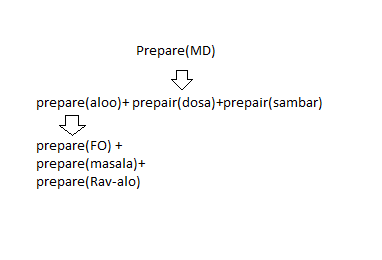 Prepare(MD)
prepare(aloo)+ prepair(dosa)+prepair(sambar)
prepare(FO) +
prepare(masala)+
prepare(Rav-alo)